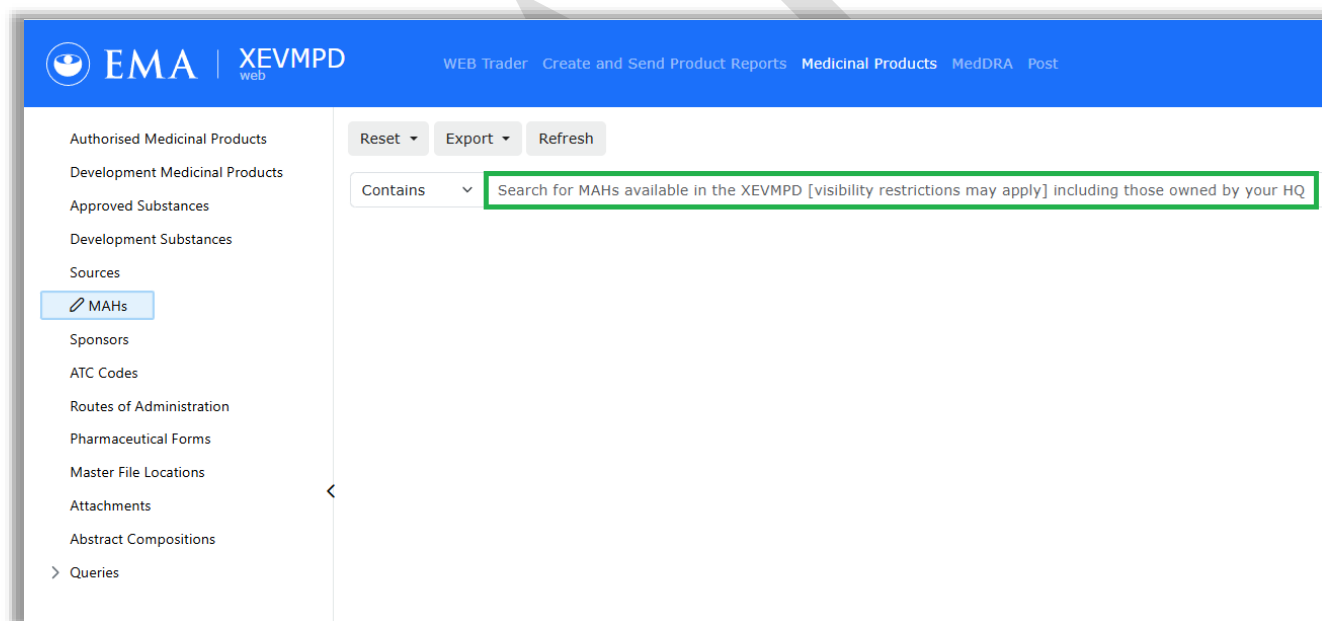 EMA XEVMPD web
WEB Trader Create and Send Product Reports Medicinal Products MedDRA Post
Authorised Medicinal Products
Development Medicinal Products
Approved Substances
Development Substances
Sources
MAHs
Sponsors
ATC Codes
Routes of Administration
Pharmaceutical Forms
Master File Locations
Attachments
Abstract Compositions
Queries
Reset Export Refresh
Contains Search for MAHs available in the XEVMPD [visibility restrictions may apply] including those owned by your HQ